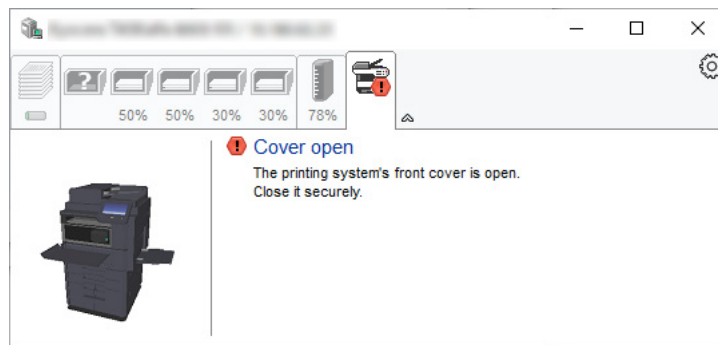 ?
50% 50% 30% 30% 78%
Cover open
The printing system's front cover is open.
Close it securely.